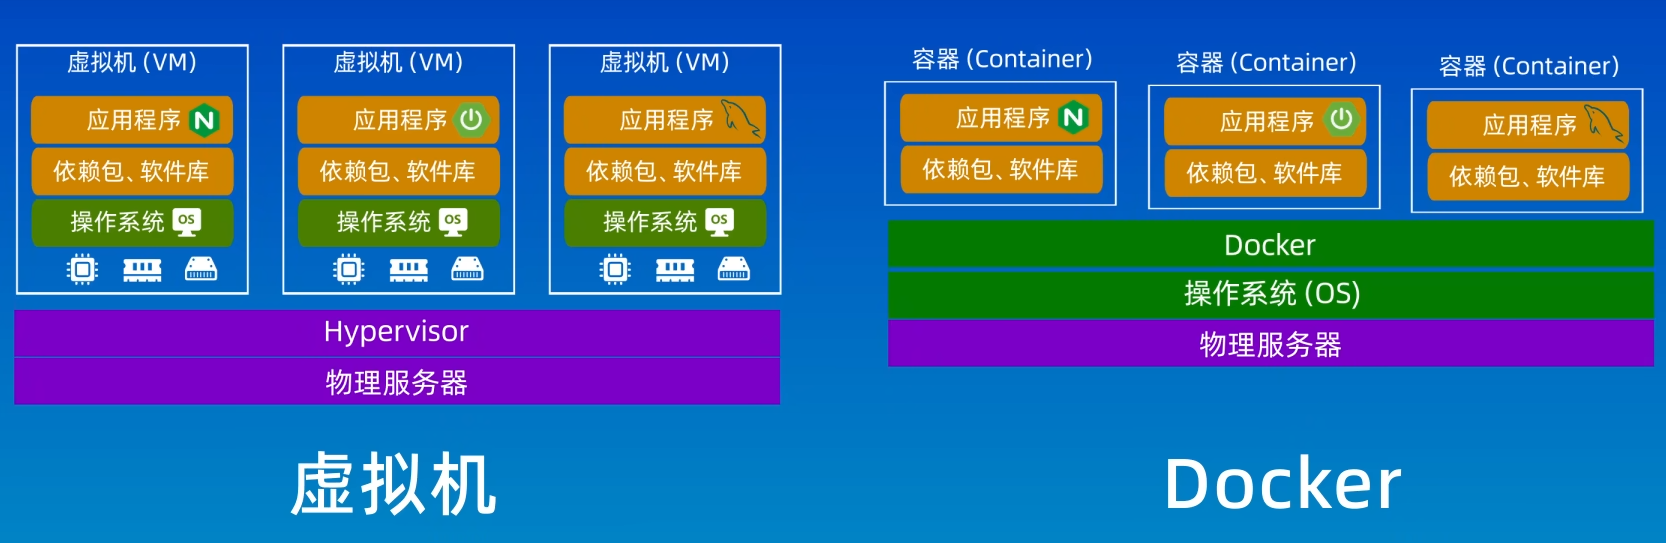 虚拟机 (VM)
应用程序 N
依赖包、软件库
操作系统 OS
虚拟机 (VM)
应用程序
依赖包、软件库
操作系统 OS
虚拟机 (VM)
应用程序
依赖包、软件库
操作系统 OS
Hypervisor
物理服务器
虚拟机
容器 (Container)
应用程序 N
依赖包、软件库
容器 (Container)
应用程序
依赖包、软件库
容器 (Container)
应用程序
依赖包、软件库
Docker
操作系统 (OS)
物理服务器
Docker